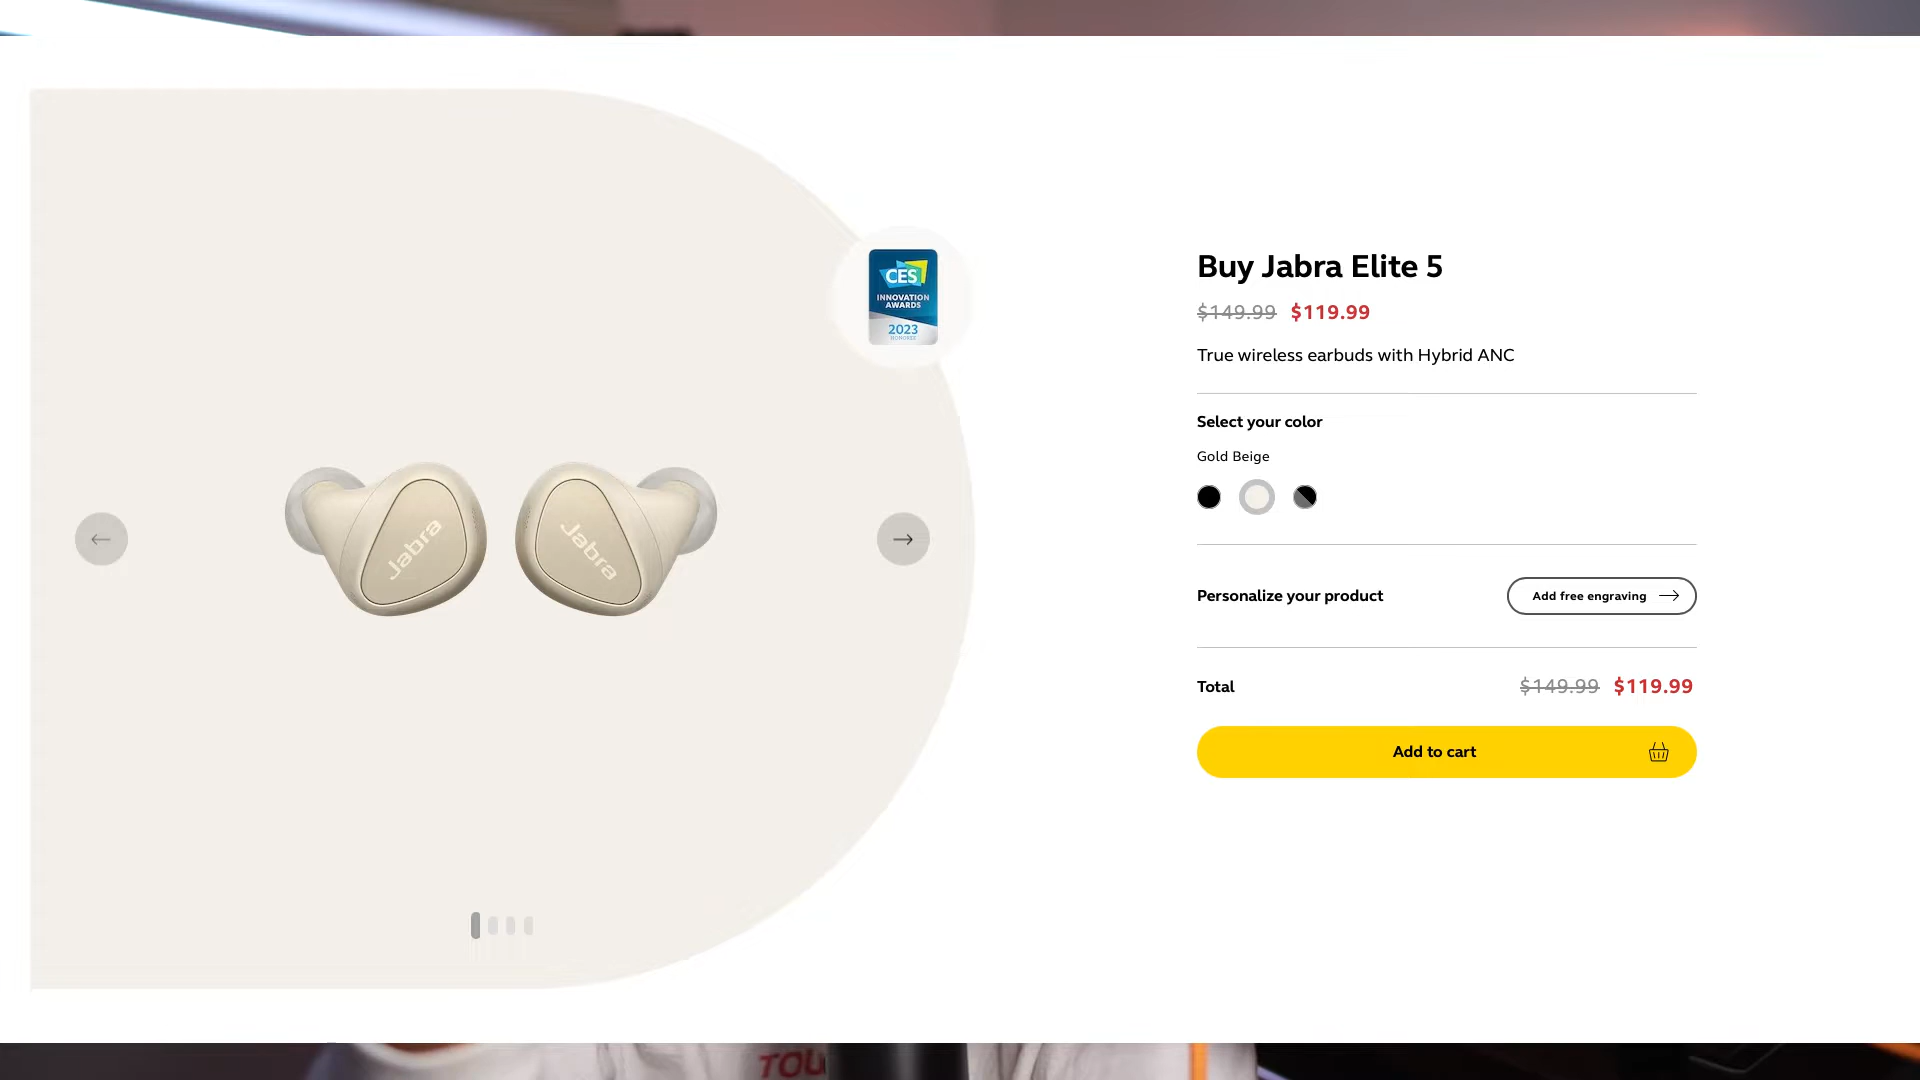 CES
INNOVATION
AWARDS
2023
HONOREE
Jabra
Jabra
Buy Jabra Elite 5
$149.99 $119.99
True wireless earbuds with Hybrid ANC
Select your color
Gold Beige
Personalize your product
Add free engraving
Total
$149.99 $119.99
Add to cart
TOU